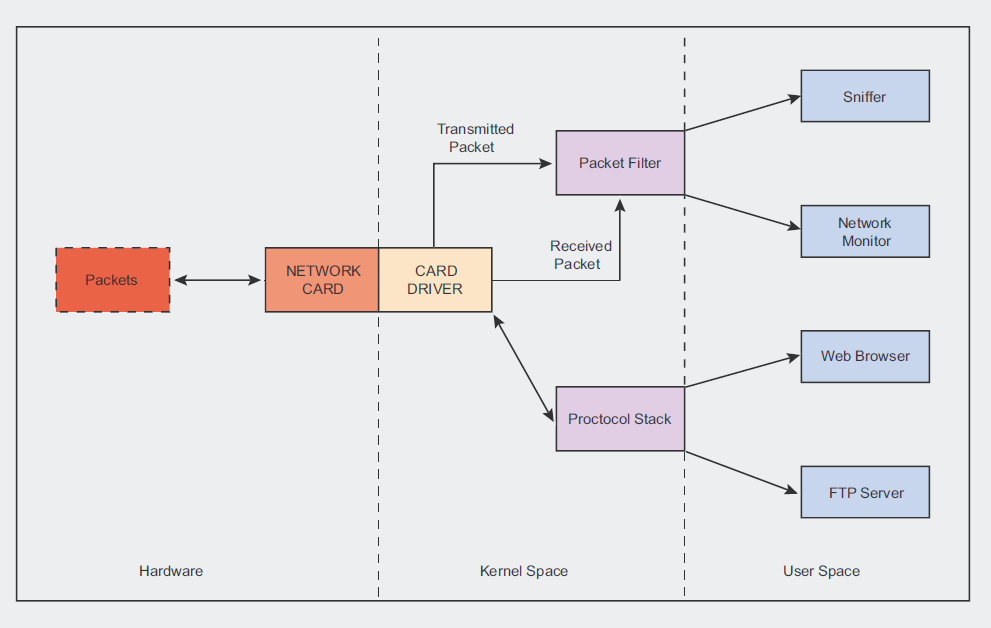 Sniffer
Transmitted
Packet
Packet Filter
Network
Monitor
Received
Packet
Packets
NETWORK
CARD
CARD
DRIVER
Web Browser
Proctocol Stack
FTP Server
Hardware
Kernel Space
User Space